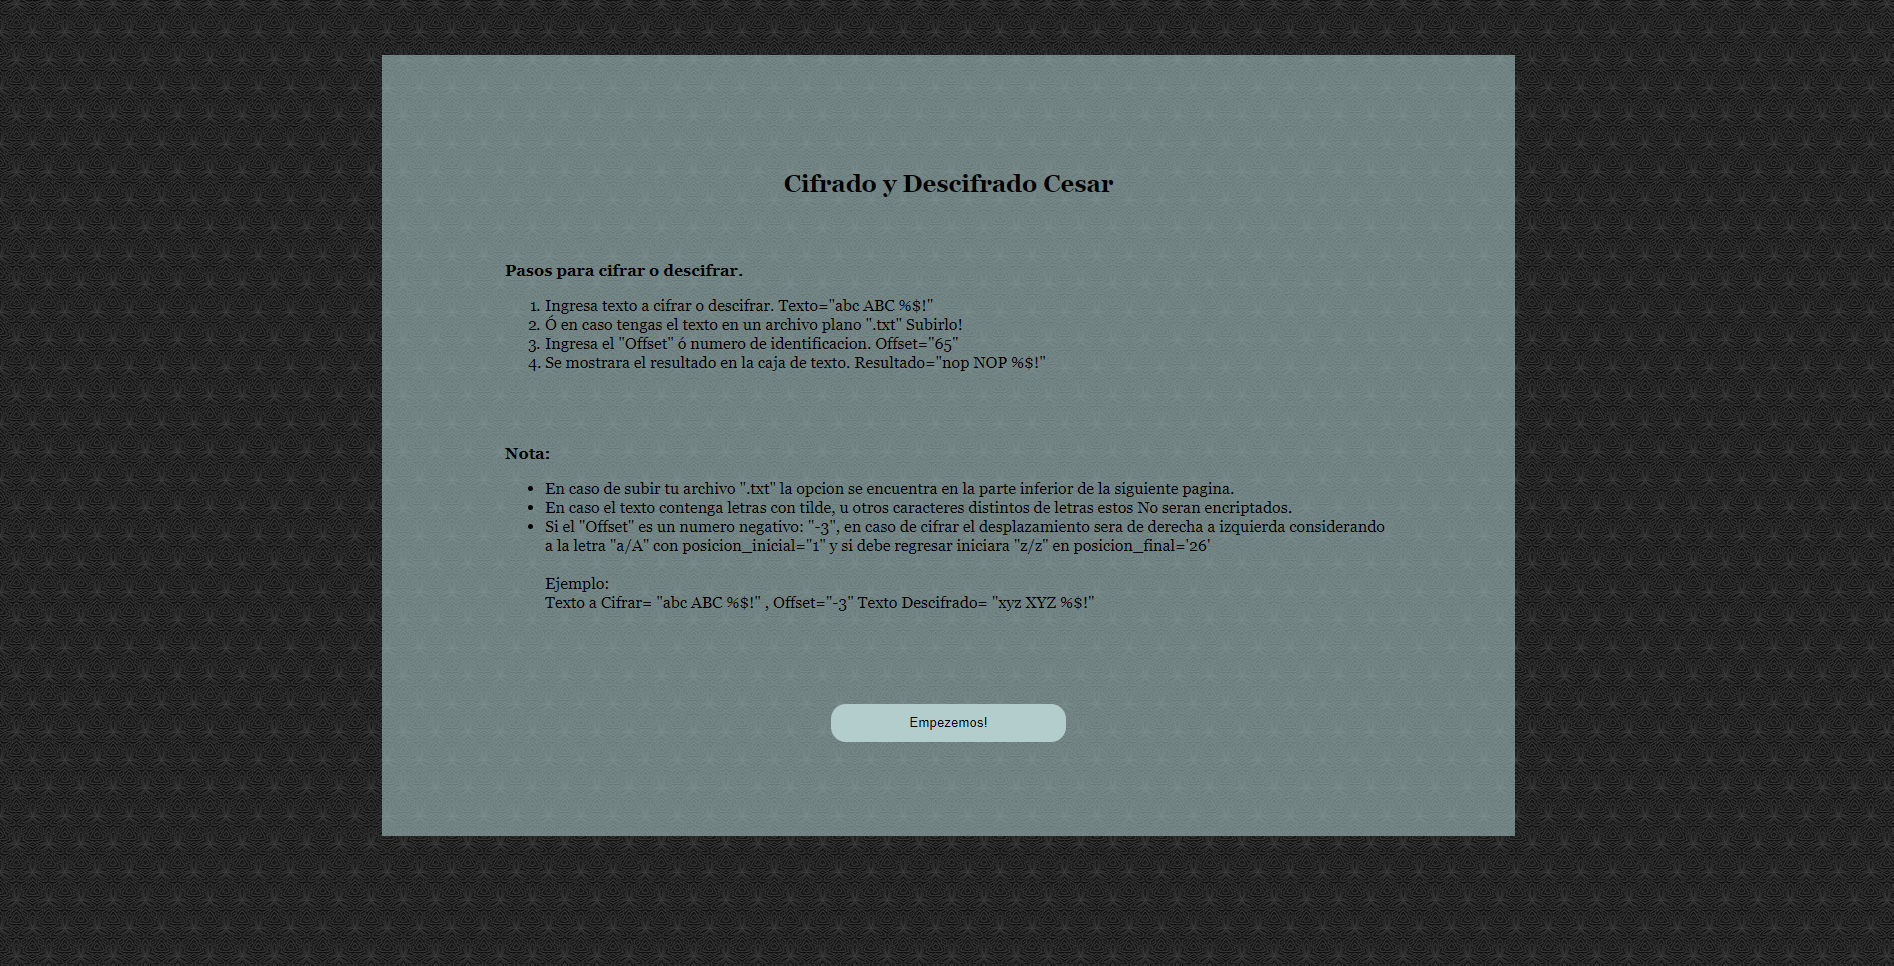 Cifrado y Descifrado Cesar
Pasos para cifrar o descifrar.
1. Ingresa texto a cifrar o descifrar. Texto="abc ABC %$!"
2. Ó en caso tengas el texto en un archivo plano ".txt" Subirlo!
3. Ingresa el "Offset" ó numero de identificacion. Offset="65"
4. Se mostrara el resultado en la caja de texto. Resultado="nop NOP %$!"
Nota:
• En caso de subir tu archivo ".txt" la opcion se encuentra en la parte inferior de la siguiente pagina.
• En caso el texto contenga letras con tilde, u otros caracteres distintos de letras estos No seran encriptados.
• Si el "Offset" es un numero negativo: "-3", en caso de cifrar el desplazamiento sera de derecha a izquierda considerando
a la letra "a/A" con posicion_inicial="1" y si debe regresar iniciara "z/z" en posicion_final='26'
Ejemplo:
Texto a Cifrar= "abc ABC %$!" , Offset="-3" Texto Descifrado= "xyz XYZ %$!"
Empezemos!